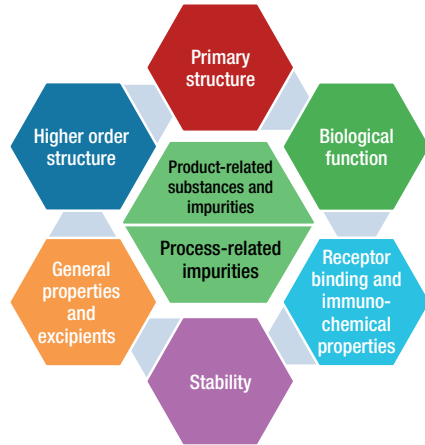 Primary
structure
Higher order
structure
Biological
function
Product-related
substances and
impurities
Process-related
impurities
General
properties
and
excipients
Receptor
binding and
immuno-
chemical
properties
Stability